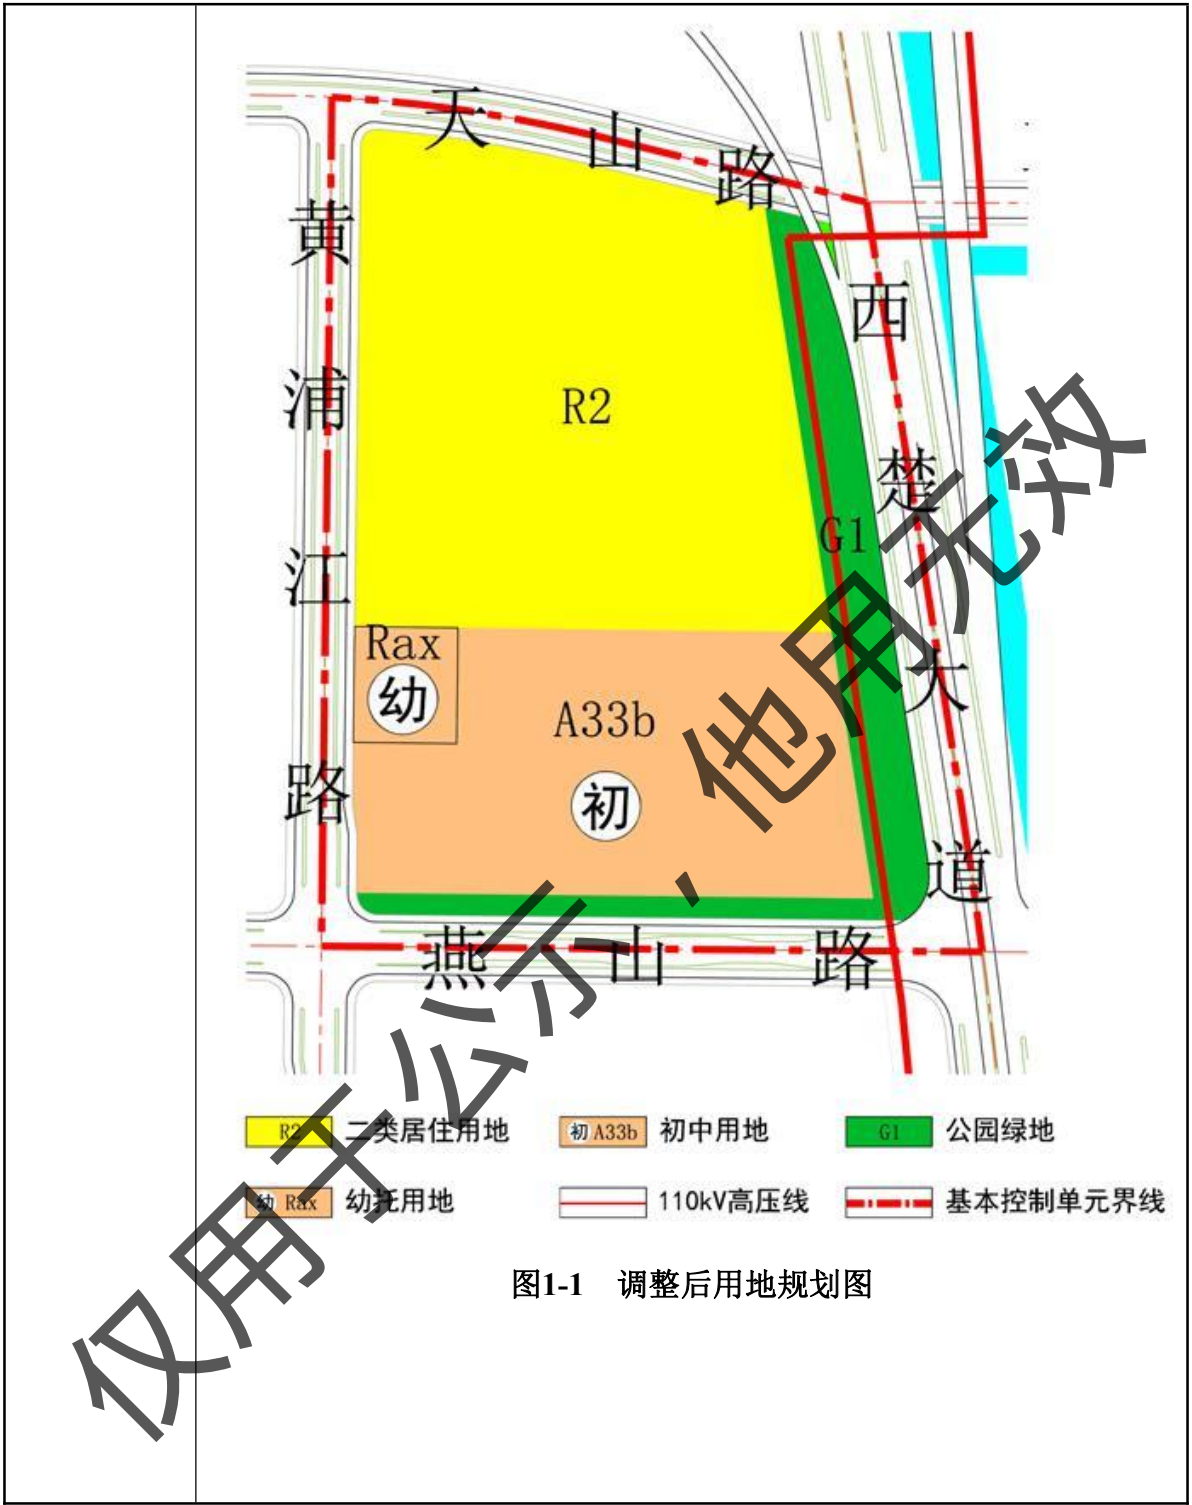 天山路
黄浦江路
西楚大道
R2
G1
Rax
幼
A33b
初
燕山路
R2 二类居住用地
初 A33b 初中用地
G1 公园绿地
幼 Rax 幼托用地
110kV高压线
基本控制单元界线
图1-1 调整后用地规划图
仅用于公示，他用无效